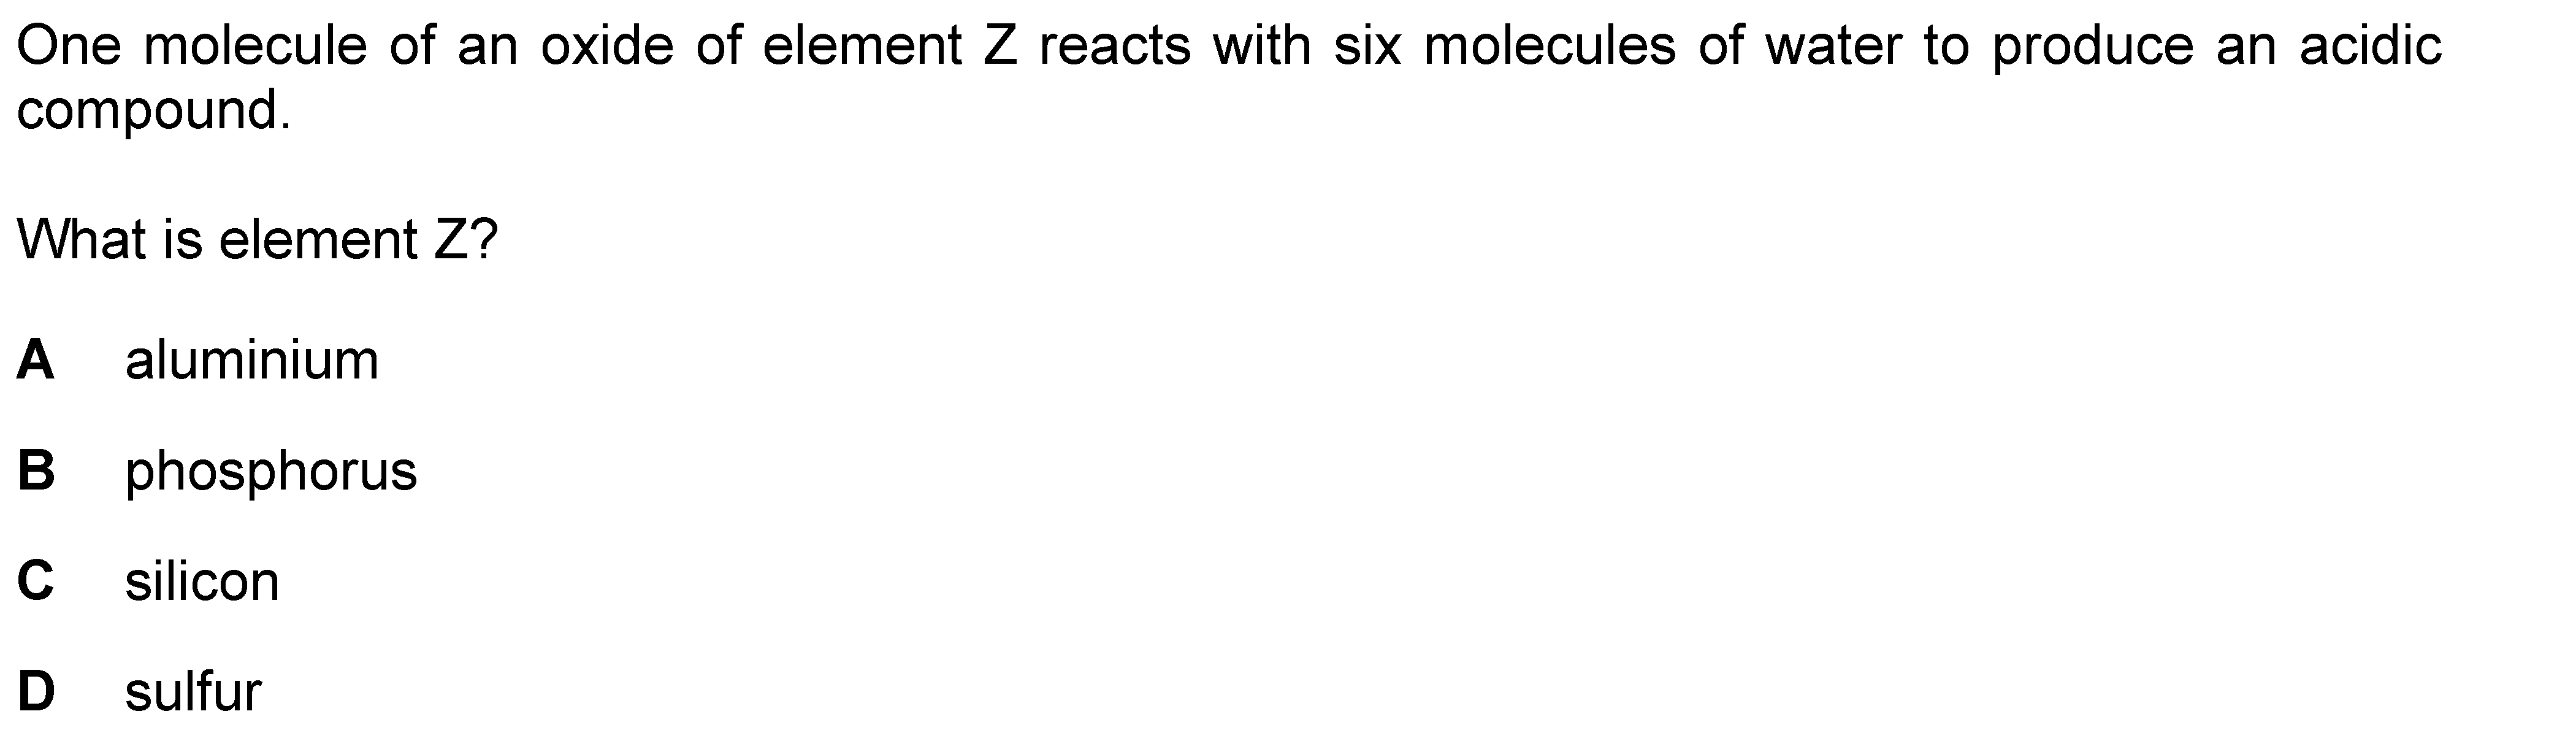 One molecule of an oxide of element Z reacts with six molecules of water to produce an acidic
compound.
What is element Z?
A aluminium
B phosphorus
C silicon
D sulfur